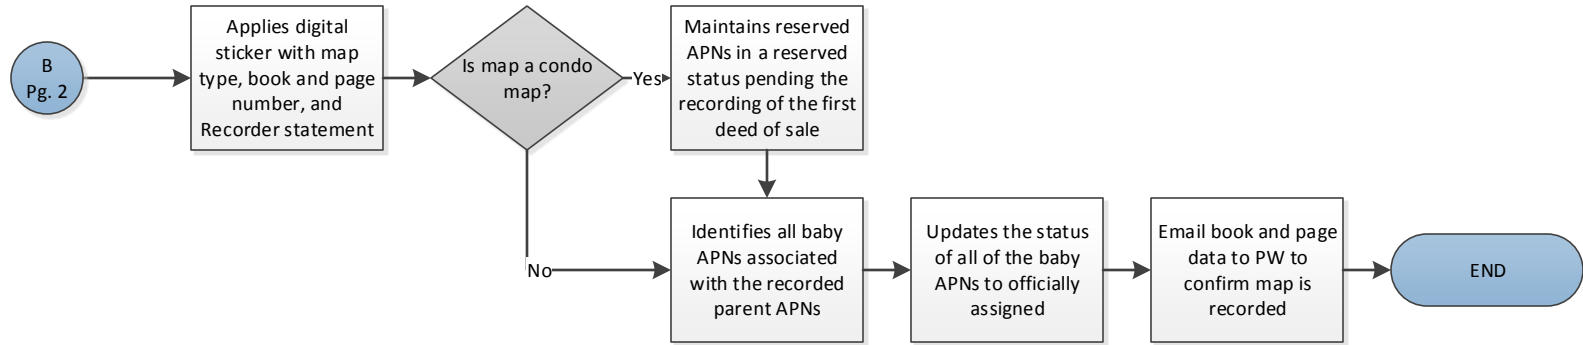 B
Pg. 2
Applies digital
sticker with map
type, book and page
number, and
Recorder statement
Is map a condo
map?
Yes
Maintains reserved
APNs in a reserved
status pending the
recording of the first
deed of sale
No
Identifies all baby
APNs associated
with the recorded
parent APNs
Updates the status
of all of the baby
APNs to officially
assigned
Email book and page
data to PW to
confirm map is
recorded
END